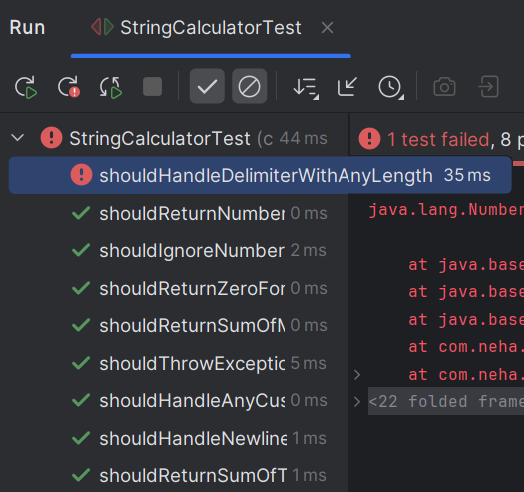 Run StringCalculatorTest
StringCalculatorTest (c 44 ms
shouldHandleDelimiterWithAnyLength 35 ms
shouldReturnNumber 0 ms
shouldIgnoreNumber 2 ms
shouldReturnZeroFor 0 ms
shouldReturnSumOfM 0 ms
shouldThrowExceptio 5 ms
shouldHandleAnyCus 0 ms
shouldHandleNewline 1 ms
shouldReturnSumOfT 1 ms
1 test failed, 8 p
java.lang.Number
at java.base
at java.base
at java.base
at com.neha.
at com.neha.
<22 folded frame